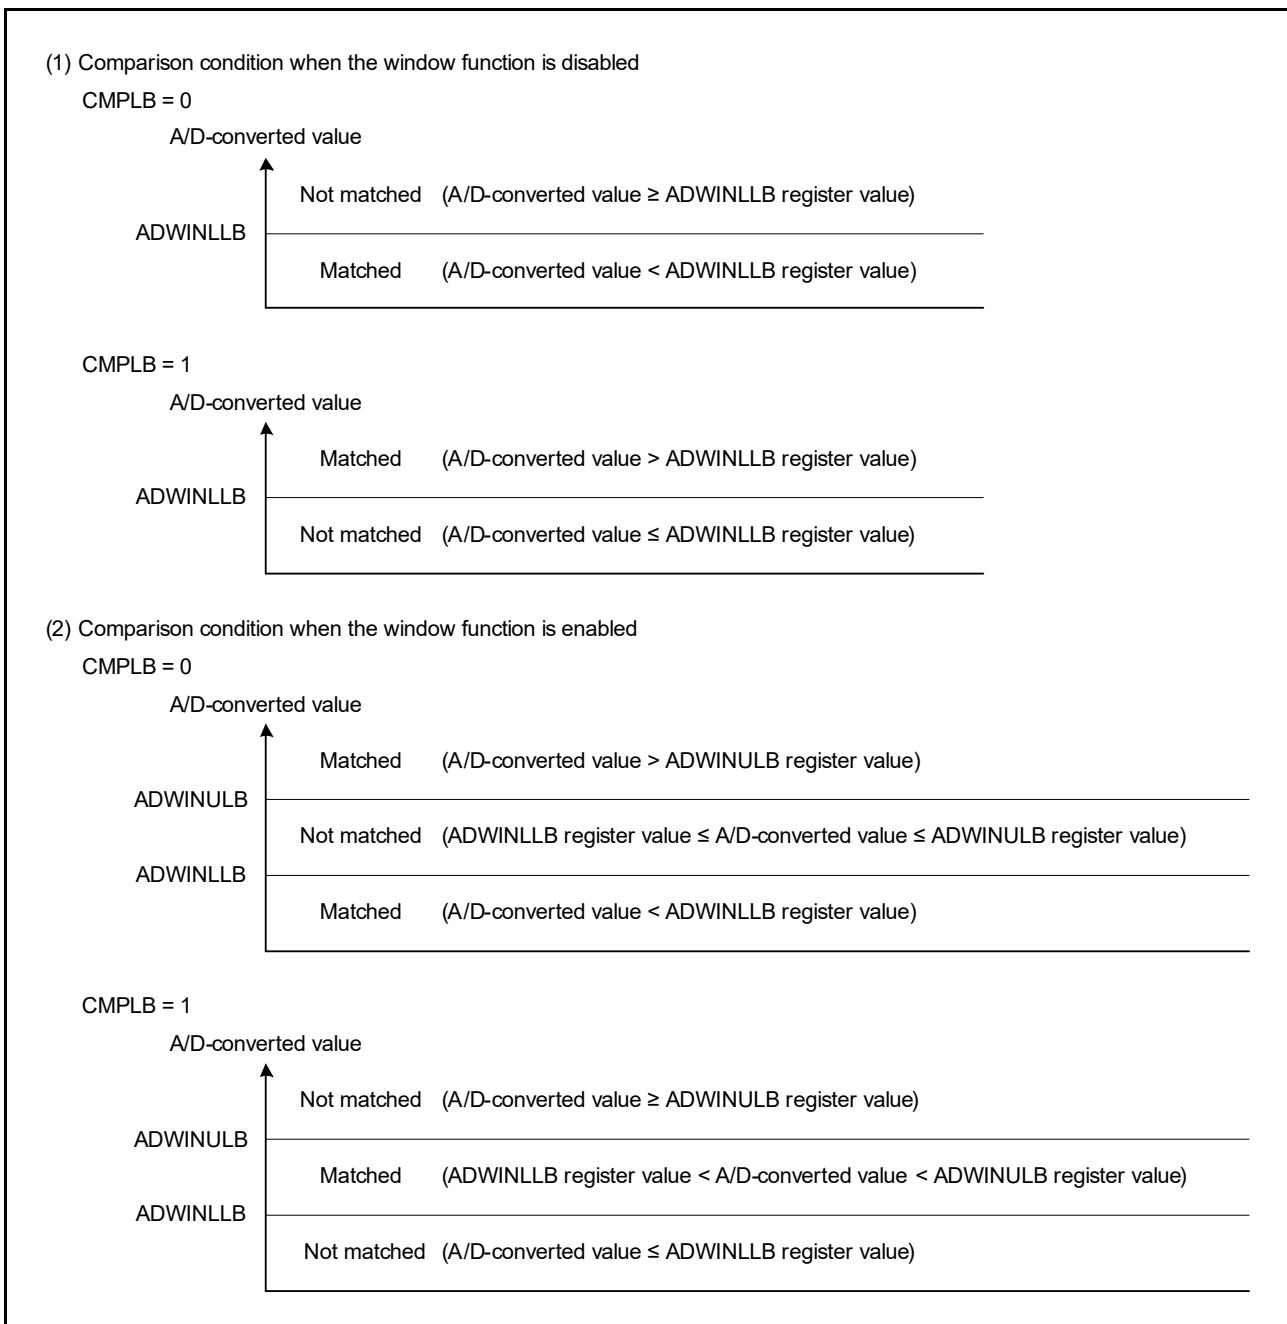 (1) Comparison condition when the window function is disabled
CMPLB = 0
A/D-converted value
Not matched (A/D-converted value ≥ ADWINLLB register value)
ADWINLLB
Matched (A/D-converted value < ADWINLLB register value)
CMPLB = 1
A/D-converted value
Matched (A/D-converted value > ADWINLLB register value)
ADWINLLB
Not matched (A/D-converted value ≤ ADWINLLB register value)
(2) Comparison condition when the window function is enabled
CMPLB = 0
A/D-converted value
Matched (A/D-converted value > ADWINULB register value)
ADWINULB
Not matched (ADWINLLB register value ≤ A/D-converted value ≤ ADWINULB register value)
ADWINLLB
Matched (A/D-converted value < ADWINLLB register value)
CMPLB = 1
A/D-converted value
Not matched (A/D-converted value ≥ ADWINULB register value)
ADWINULB
Matched (ADWINLLB register value < A/D-converted value < ADWINULB register value)
ADWINLLB
Not matched (A/D-converted value ≤ ADWINLLB register value)